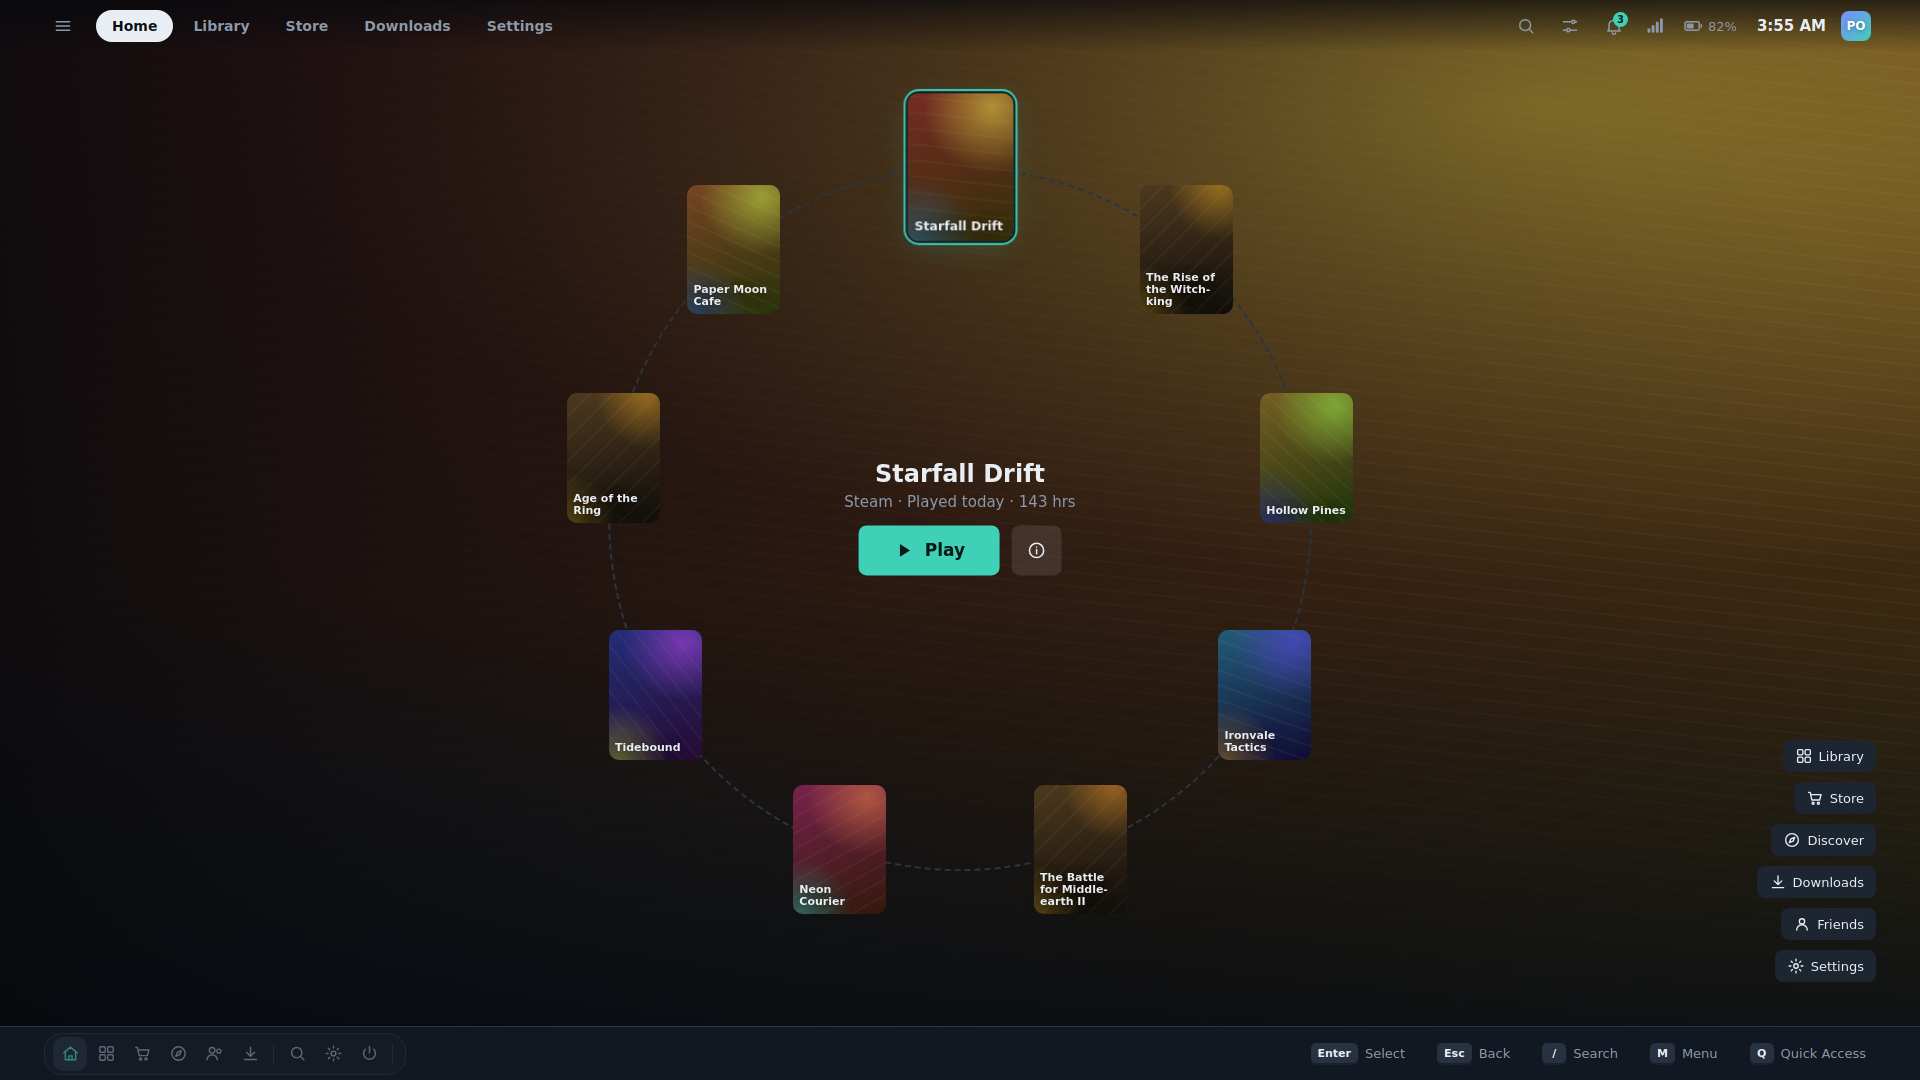 Home Library Store Downloads Settings
3
82%
3:55 AM
PO
Starfall Drift
Paper Moon
Cafe
The Rise of
the Witch-
king
Age of the
Ring
Hollow Pines
Starfall Drift
Steam · Played today · 143 hrs
Play
Tidebound
Ironvale
Tactics
Neon
Courier
The Battle
for Middle-
earth II
Library
Store
Discover
Downloads
Friends
Settings
Enter Select Esc Back / Search M Menu Q Quick Access